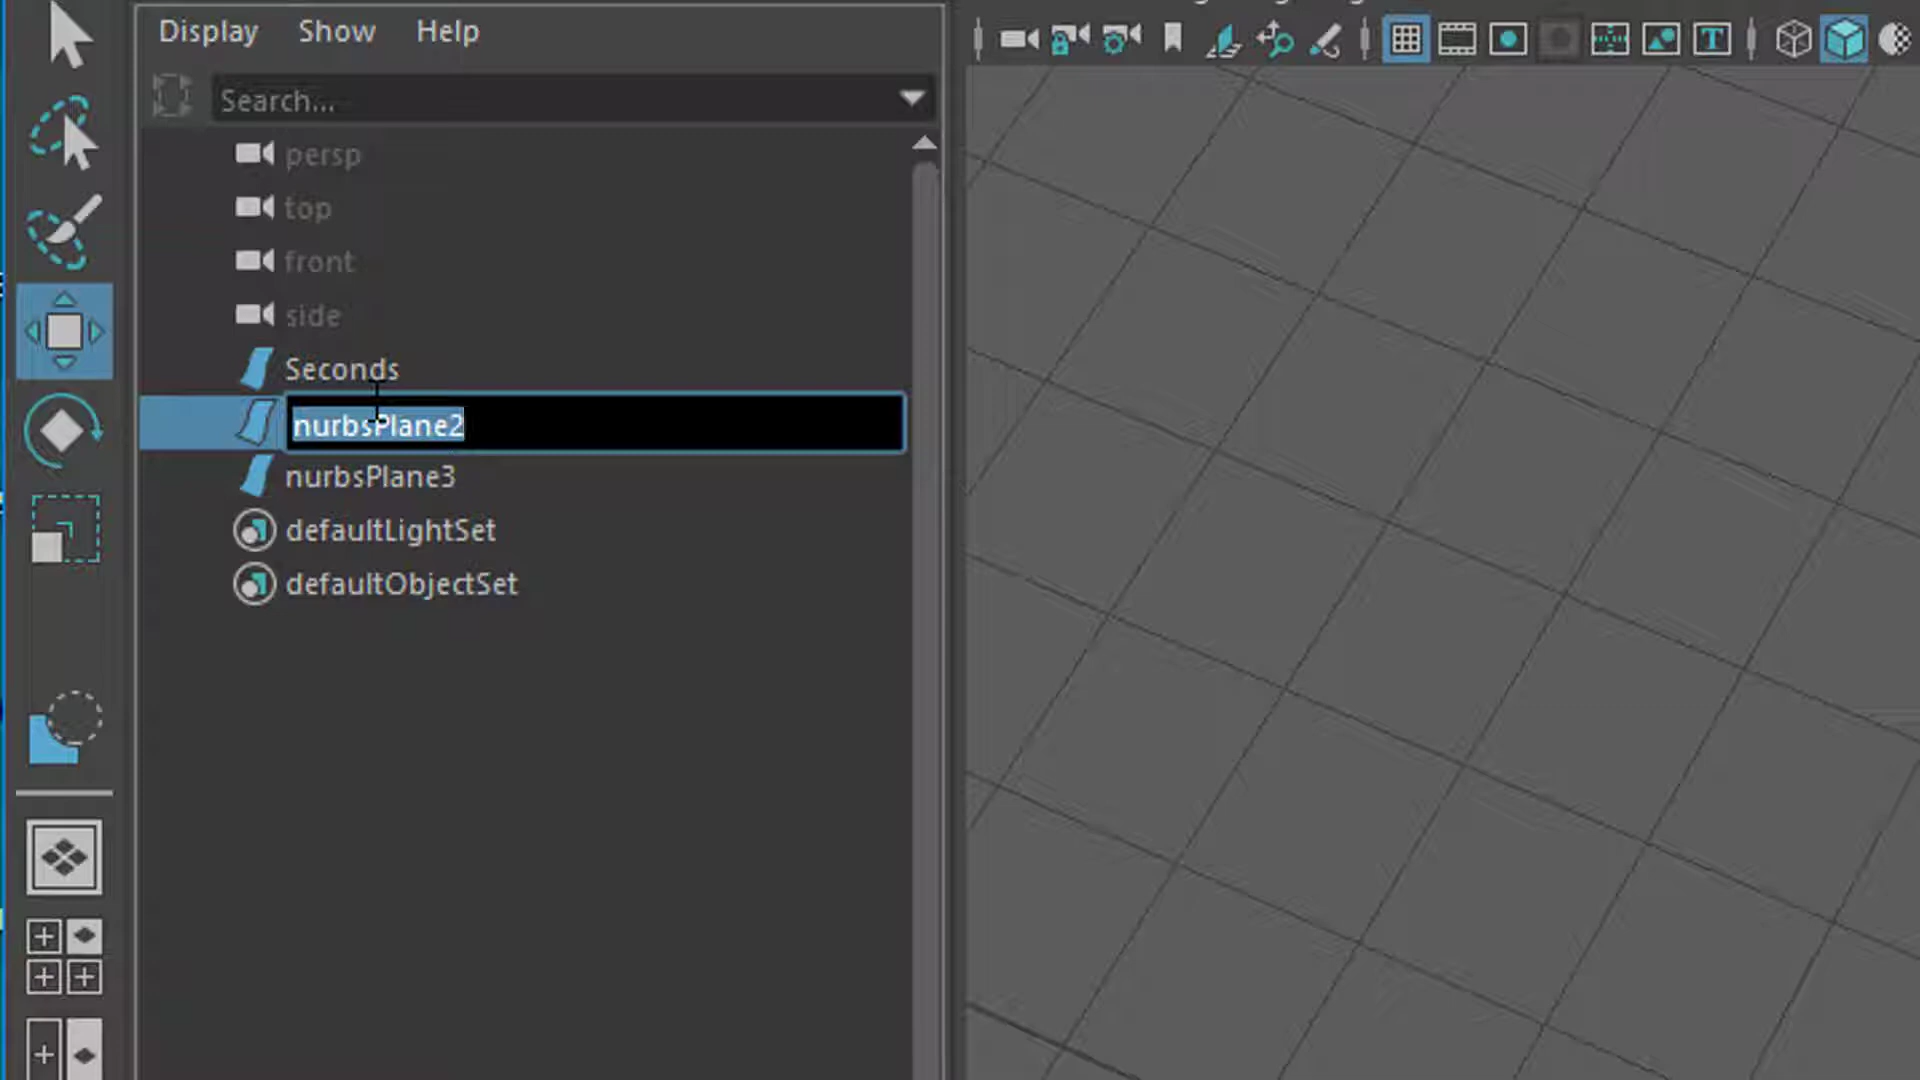 Display Show Help
Search...
persp
top
front
side
Seconds
nurbsPlane2
nurbsPlane3
defaultLightSet
defaultObjectSet